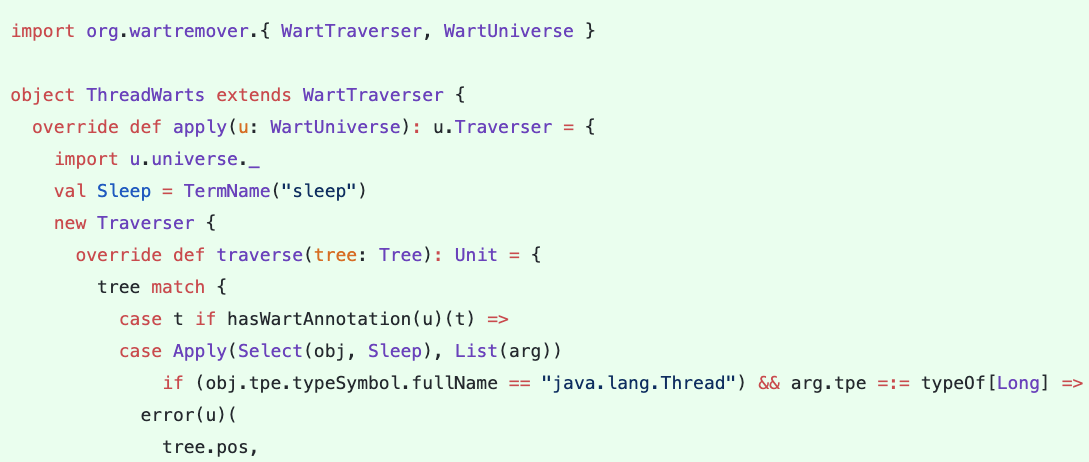 import org.wartremover.{ WartTraverser, WartUniverse }

object ThreadWarts extends WartTraverser {
  override def apply(u: WartUniverse): u.Traverser = {
    import u.universe._
    val Sleep = TermName("sleep")
    new Traverser {
      override def traverse(tree: Tree): Unit = {
        tree match {
          case t if hasWartAnnotation(u)(t) =>
          case Apply(Select(obj, Sleep), List(arg))
              if (obj.tpe.typeSymbol.fullName == "java.lang.Thread") && arg.tpe =:= typeOf[Long] =>
            error(u)(
              tree.pos,